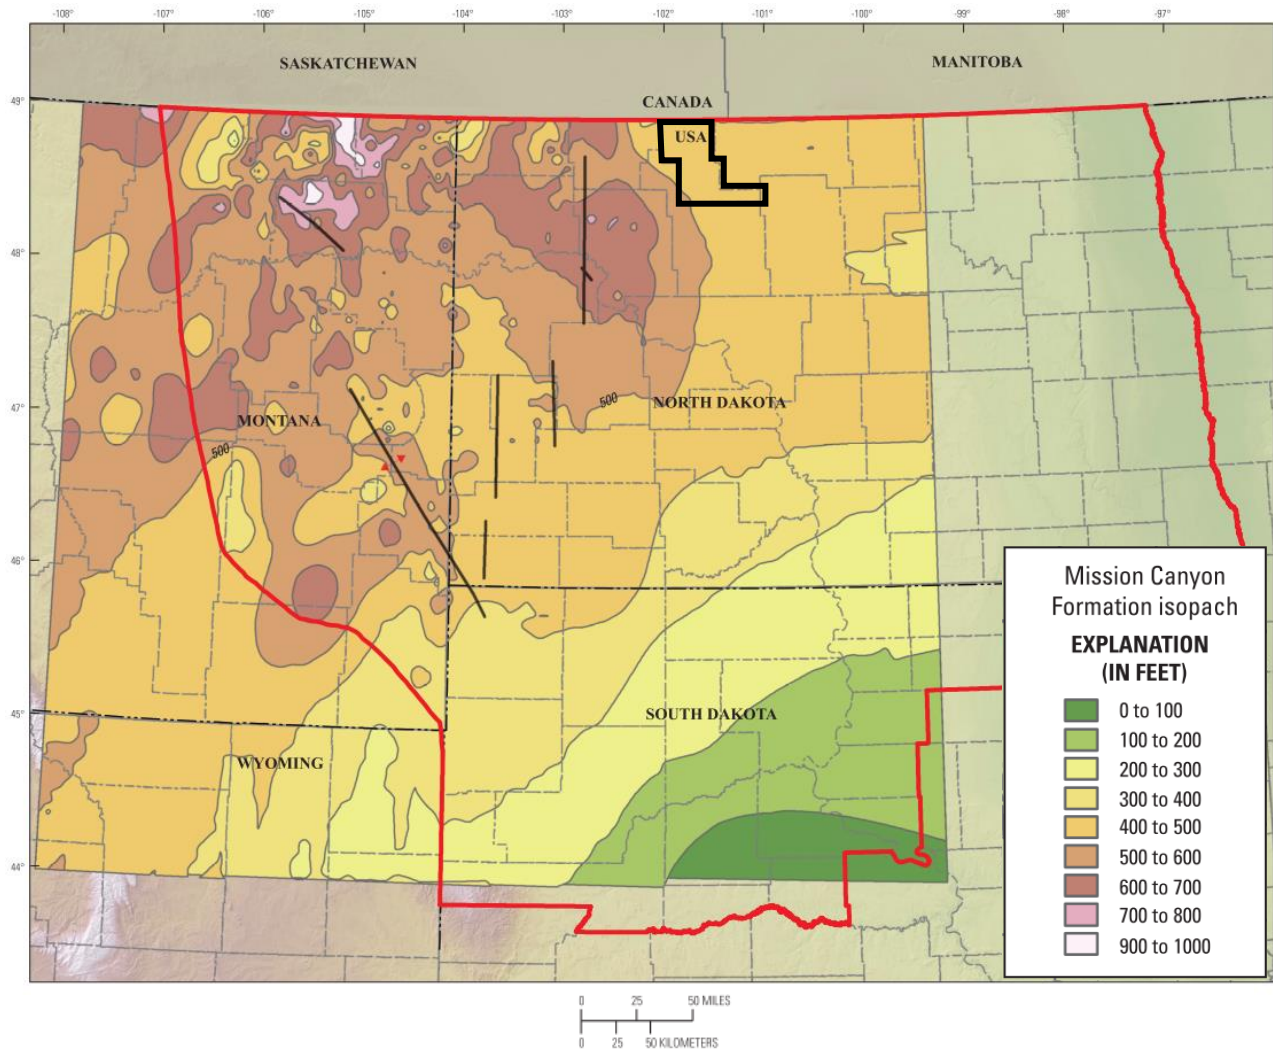 -108° -107° -106° -105° -104° -103° -102° -101° -100° -99° -98° -97°
SASKATCHEWAN
MANITOBA
49°
CANADA
USA
48°
47°
500
NORTH DAKOTA
MONTANA
500
46°
45°
SOUTH DAKOTA
WYOMING
44°
Mission Canyon
Formation isopach
EXPLANATION
(IN FEET)
0 to 100
100 to 200
200 to 300
300 to 400
400 to 500
500 to 600
600 to 700
700 to 800
900 to 1000
0 25 50 MILES
0 25 50 KILOMETERS